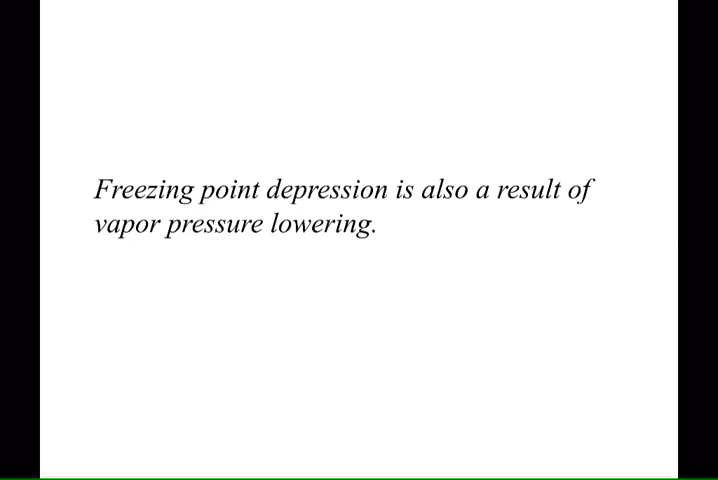 Freezing point depression is also a result of
vapor pressure lowering.